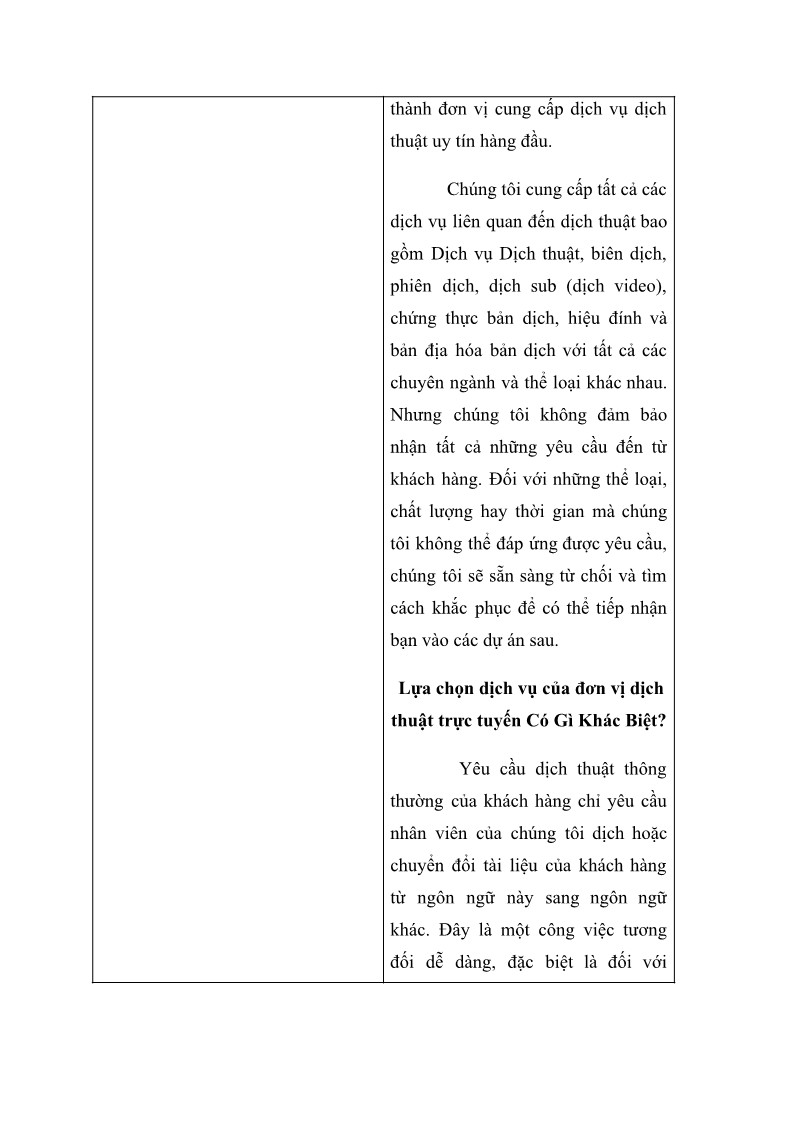 thành đơn vị cung cấp dịch vụ dịch
thuật uy tín hàng đầu.
Chúng tôi cung cấp tất cả các
dịch vụ liên quan đến dịch thuật bao
gồm Dịch vụ Dịch thuật, biên dịch,
phiên dịch, dịch sub (dịch video),
chứng thực bản dịch, hiệu đính và
bản địa hóa bản dịch với tất cả các
chuyên ngành và thể loại khác nhau.
Nhưng chúng tôi không đảm bảo
nhận tất cả những yêu cầu đến từ
khách hàng. Đối với những thể loại,
chất lượng hay thời gian mà chúng
tôi không thể đáp ứng được yêu cầu,
chúng tôi sẽ sẵn sàng từ chối và tìm
cách khắc phục để có thể tiếp nhận
bạn vào các dự án sau.
Lựa chọn dịch vụ của đơn vị dịch
thuật trực tuyến Có Gì Khác Biệt?
Yêu cầu dịch thuật thông
thường của khách hàng chỉ yêu cầu
nhân viên của chúng tôi dịch hoặc
chuyển đổi tài liệu của khách hàng
từ ngôn ngữ này sang ngôn ngữ
khác. Đây là một công việc tương
đối dễ dàng, đặc biệt là đối với